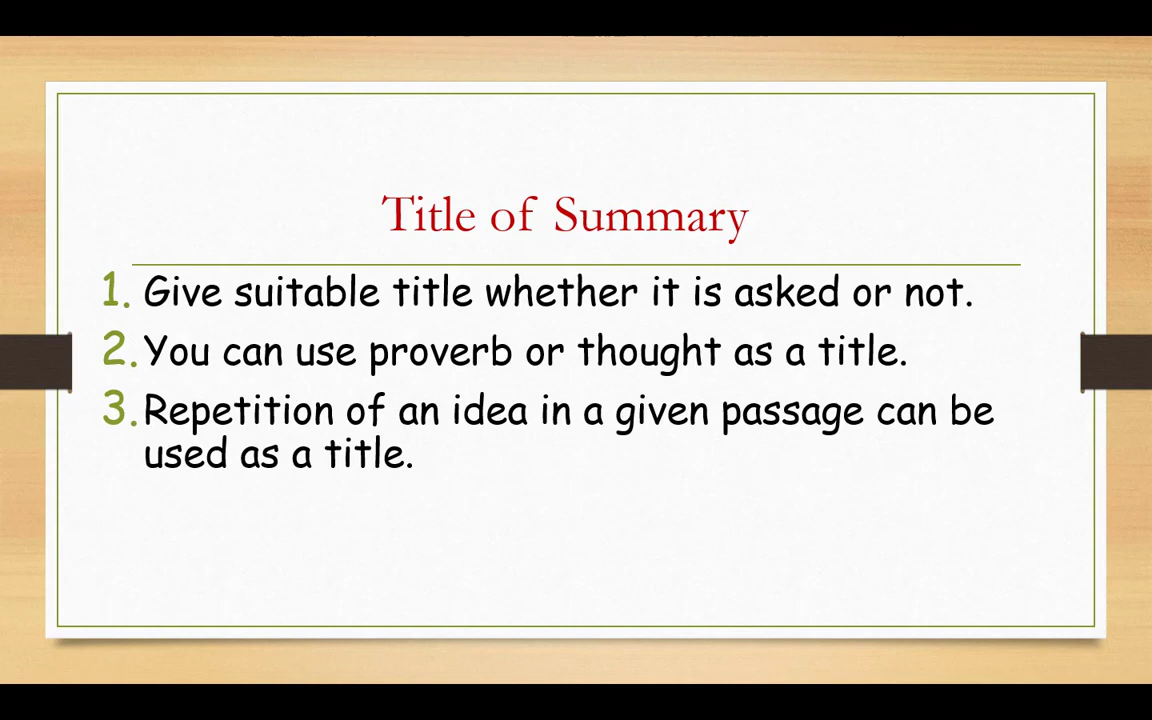 Title of Summary
1. Give suitable title whether it is asked or not.
2. You can use proverb or thought as a title.
3. Repetition of an idea in a given passage can be
used as a title.